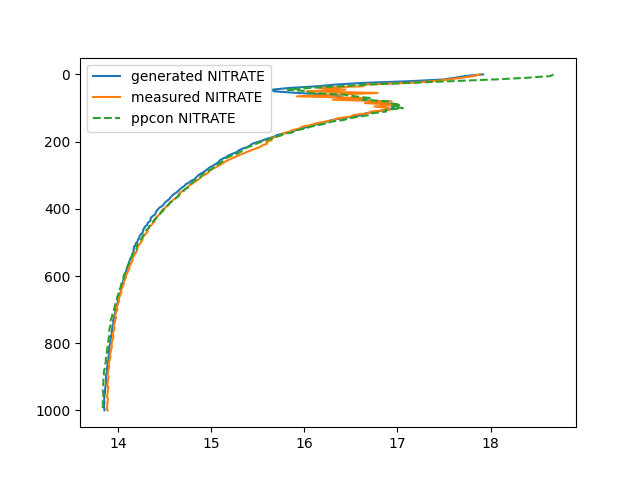 generated NITRATE
measured NITRATE
ppcon NITRATE
0
200
400
600
800
1000
14 15 16 17 18